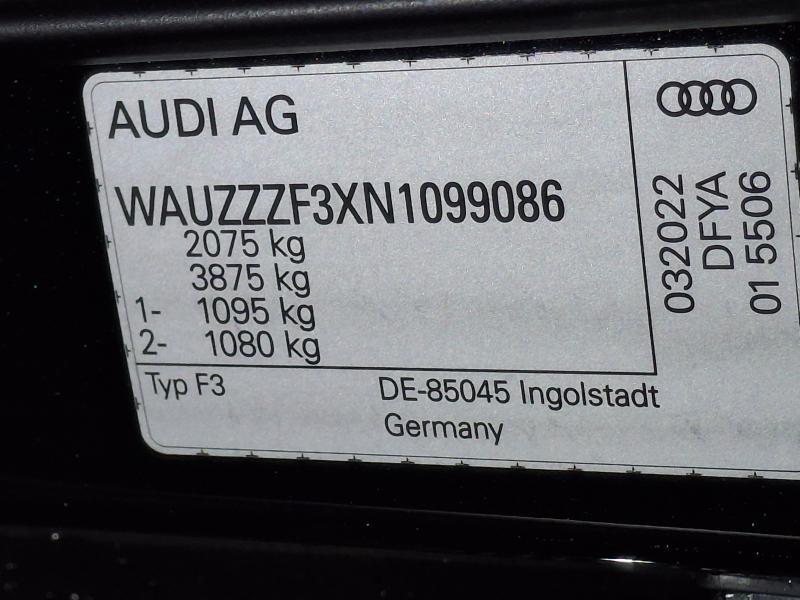 AUDI AG
WAUZZZF3XN1099086
2075 kg
3875 kg
1- 1095 kg
2- 1080 kg
Typ F3
DE-85045 Ingolstadt
Germany
032022
DFYA
01 5506